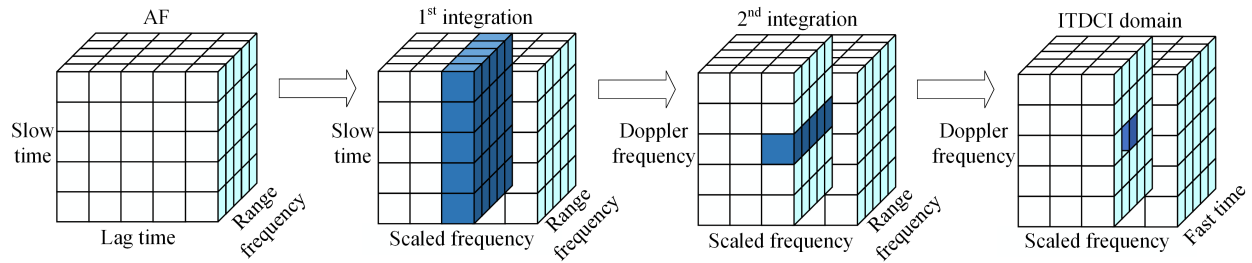 AF
Slow
time
Lag time
Range
frequency
1st integration
Slow
time
Scaled frequency
Range
frequency
2nd integration
Doppler
frequency
Scaled frequency
Range
frequency
ITDCI domain
Doppler
frequency
Scaled frequency
Fast time